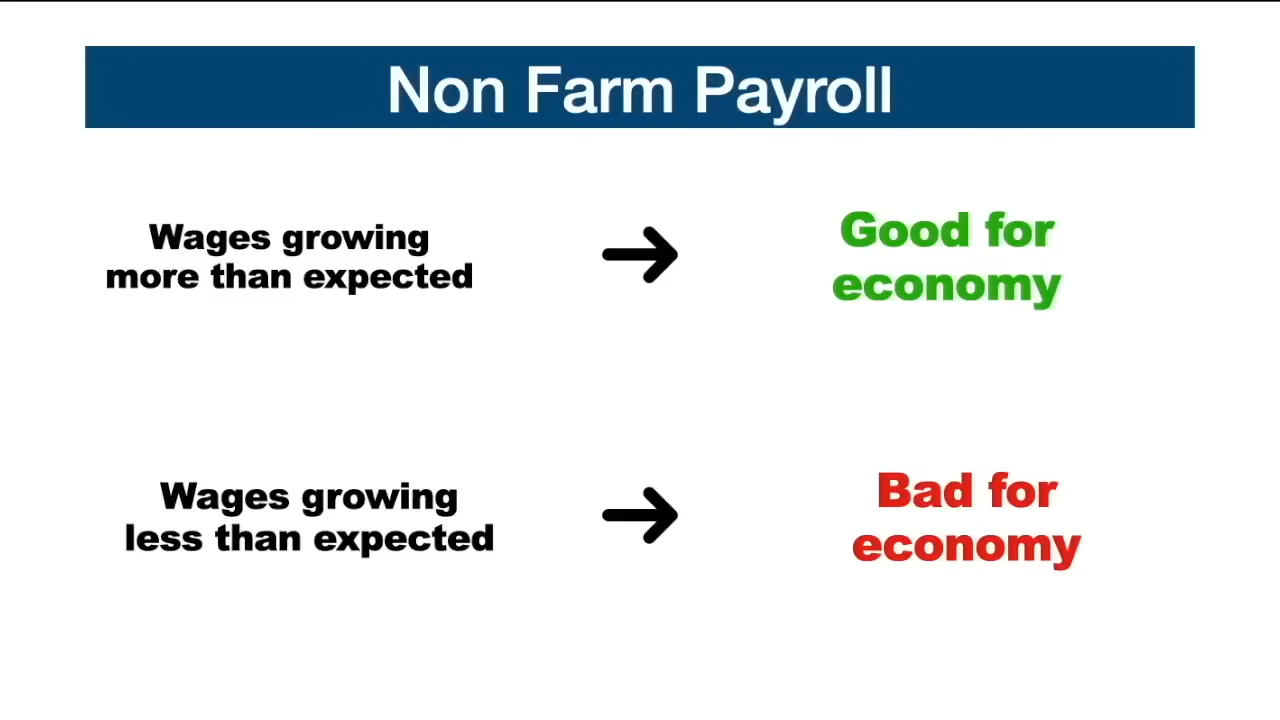 Non Farm Payroll
Wages growing
more than expected
Good for
economy
Wages growing
less than expected
Bad for
economy